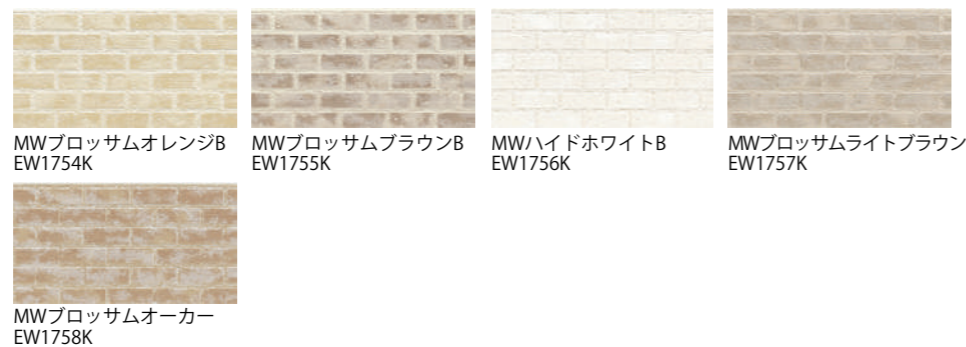 MWブロッサムオレンジB
EW1754K
MWブロッサムブラウンB
EW1755K
MWハイドホワイトB
EW1756K
MWブロッサムライトブラウン
EW1757K
MWブロッサムオーカー
EW1758K